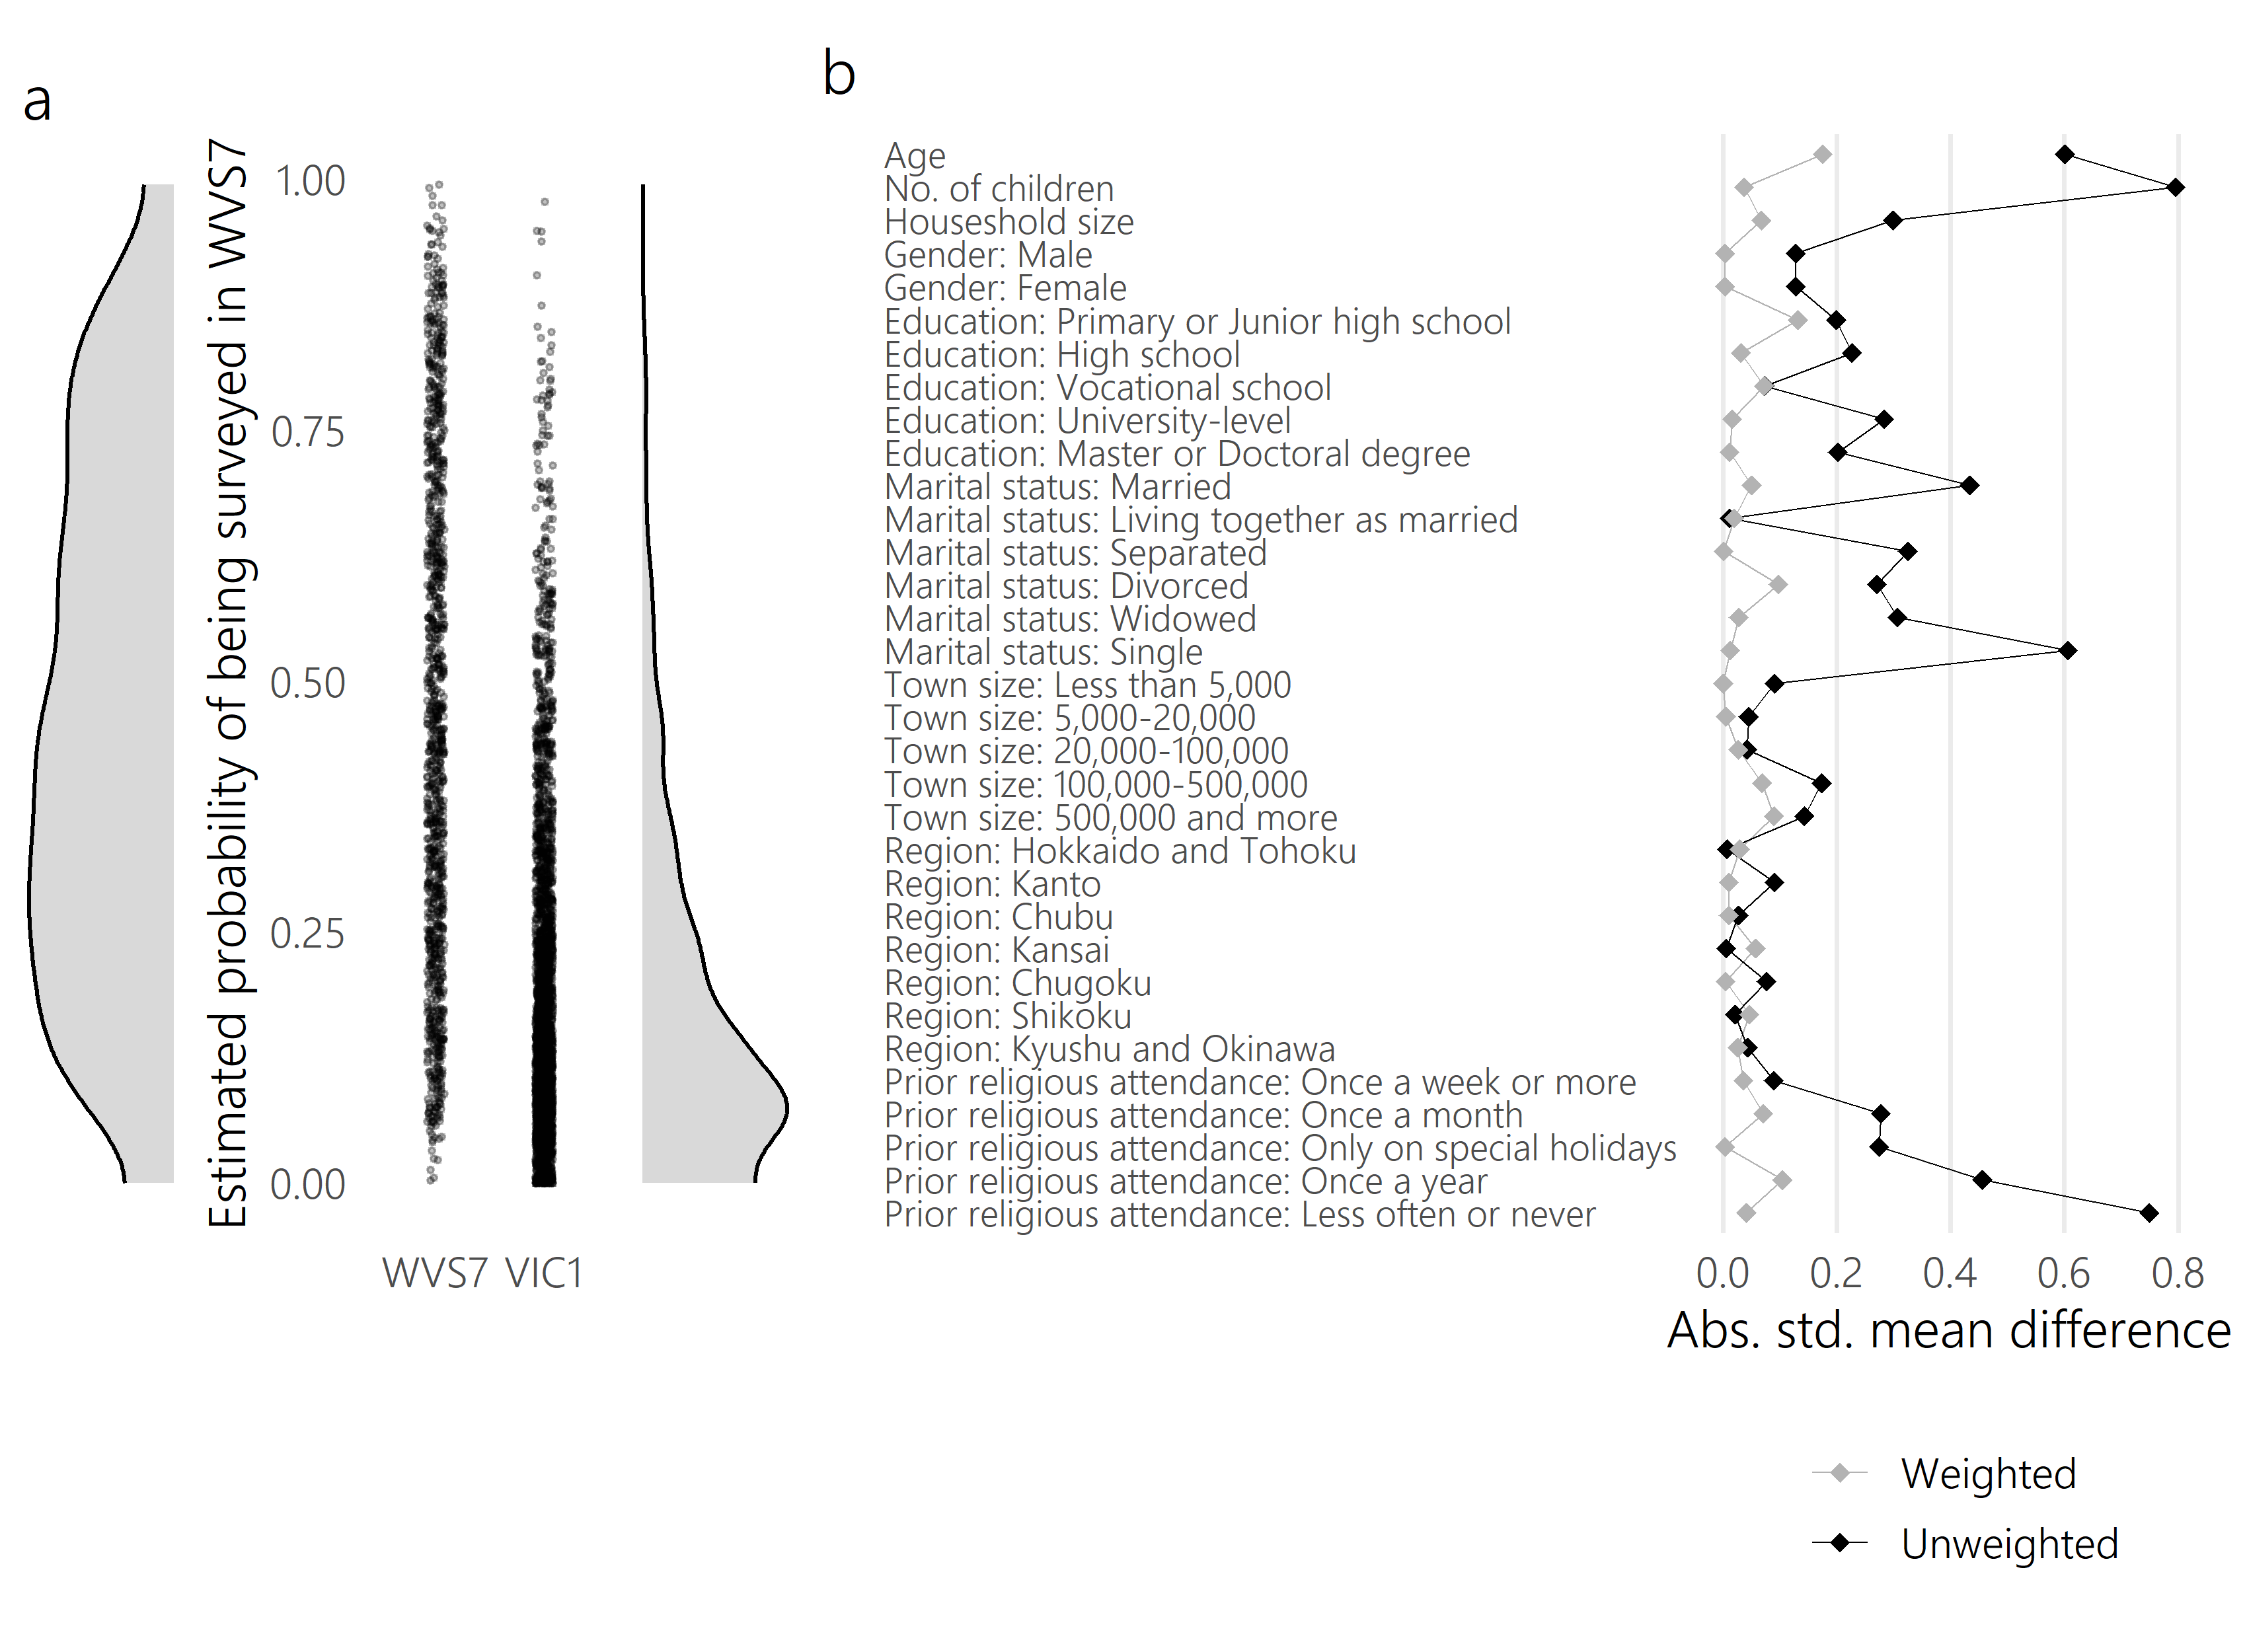 a
Estimated probability of being surveyed in WVS7
1.00
0.75
0.50
0.25
0.00
WVS7 VIC1
b
Age
No. of children
Houseshold size
Gender: Male
Gender: Female
Education: Primary or Junior high school
Education: High school
Education: Vocational school
Education: University-level
Education: Master or Doctoral degree
Marital status: Married
Marital status: Living together as married
Marital status: Separated
Marital status: Divorced
Marital status: Widowed
Marital status: Single
Town size: Less than 5,000
Town size: 5,000-20,000
Town size: 20,000-100,000
Town size: 100,000-500,000
Town size: 500,000 and more
Region: Hokkaido and Tohoku
Region: Kanto
Region: Chubu
Region: Kansai
Region: Chugoku
Region: Shikoku
Region: Kyushu and Okinawa
Prior religious attendance: Once a week or more
Prior religious attendance: Once a month
Prior religious attendance: Only on special holidays
Prior religious attendance: Once a year
Prior religious attendance: Less often or never
0.0 0.2 0.4 0.6 0.8
Abs. std. mean difference
Weighted
Unweighted